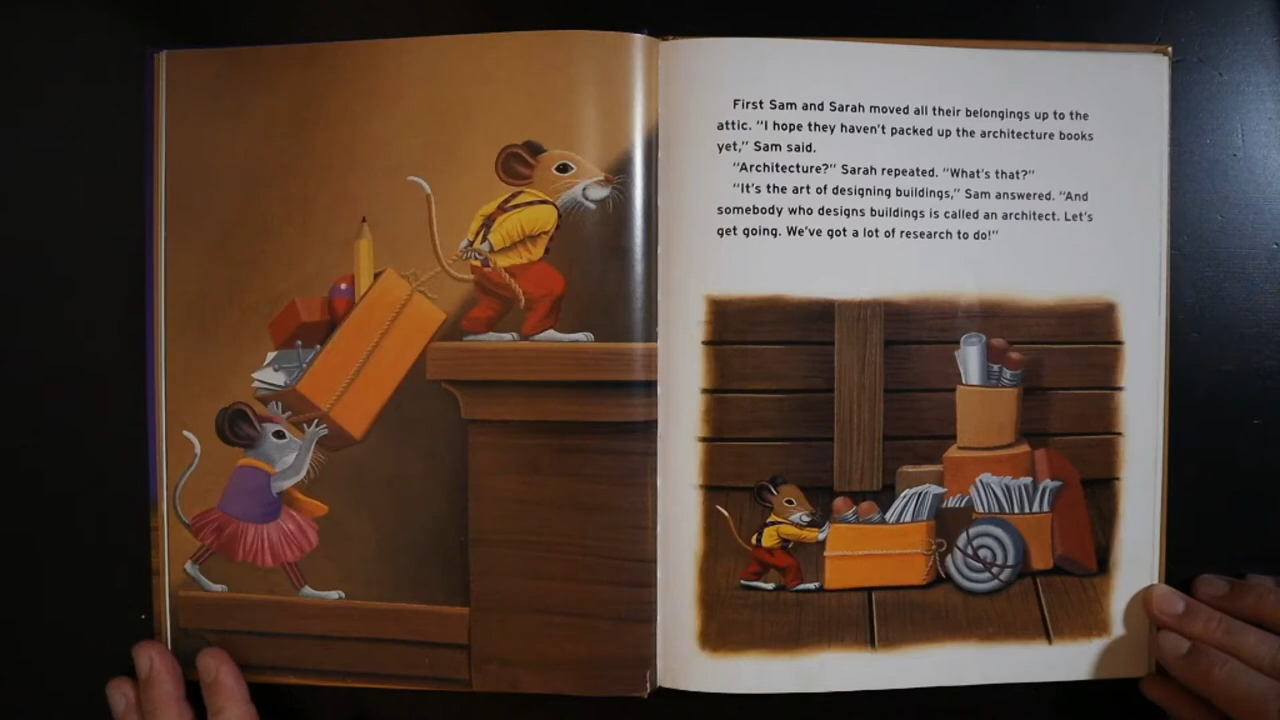 First Sam and Sarah moved all their belongings up to the
attic. “I hope they haven’t packed up the architecture books
yet,” Sam said.
“Architecture?” Sarah repeated. “What’s that?”
“It’s the art of designing buildings,” Sam answered. “And
somebody who designs buildings is called an architect. Let’s
get going. We’ve got a lot of research to do!”